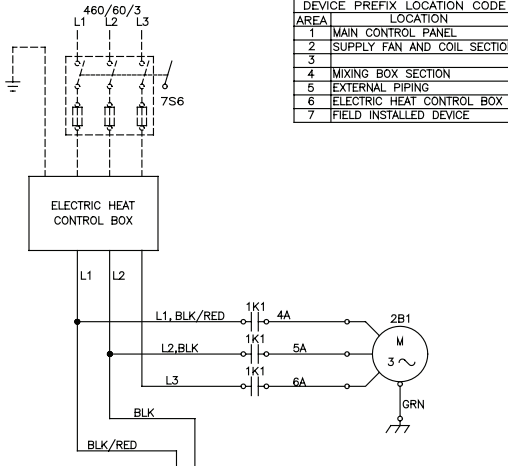 460/60/3
L1 L2 L3
7S6
DEVICE PREFIX LOCATION CODE
AREA LOCATION
1 MAIN CONTROL PANEL
2 SUPPLY FAN AND COIL SECTIO
3
4 MIXING BOX SECTION
5 EXTERNAL PIPING
6 ELECTRIC HEAT CONTROL BOX
7 FIELD INSTALLED DEVICE
ELECTRIC HEAT
CONTROL BOX
L1 L2
L1, BLK/RED 1K1 4A
L2,BLK 1K1 5A
L3 1K1 6A
2B1
M
3
GRN
BLK
BLK/RED